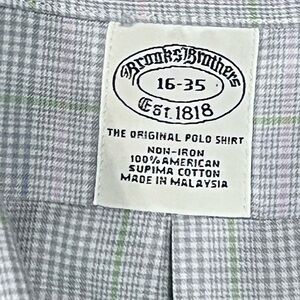 Brooks Brothers
16-35
Est. 1818
THE ORIGINAL POLO SHIRT
NON-IRON
100% AMERICAN
SUPIMA COTTON
MADE IN MALAYSIA